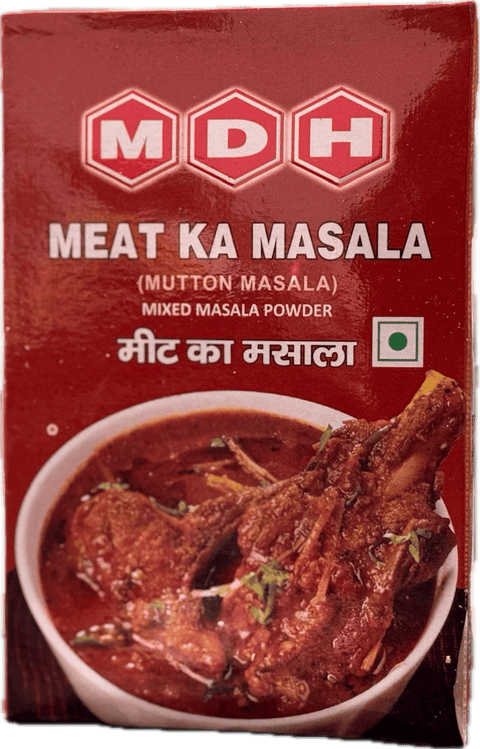 MDH
MEAT KA MASALA
(MUTTON MASALA)
MIXED MASALA POWDER
मीट का मसाला